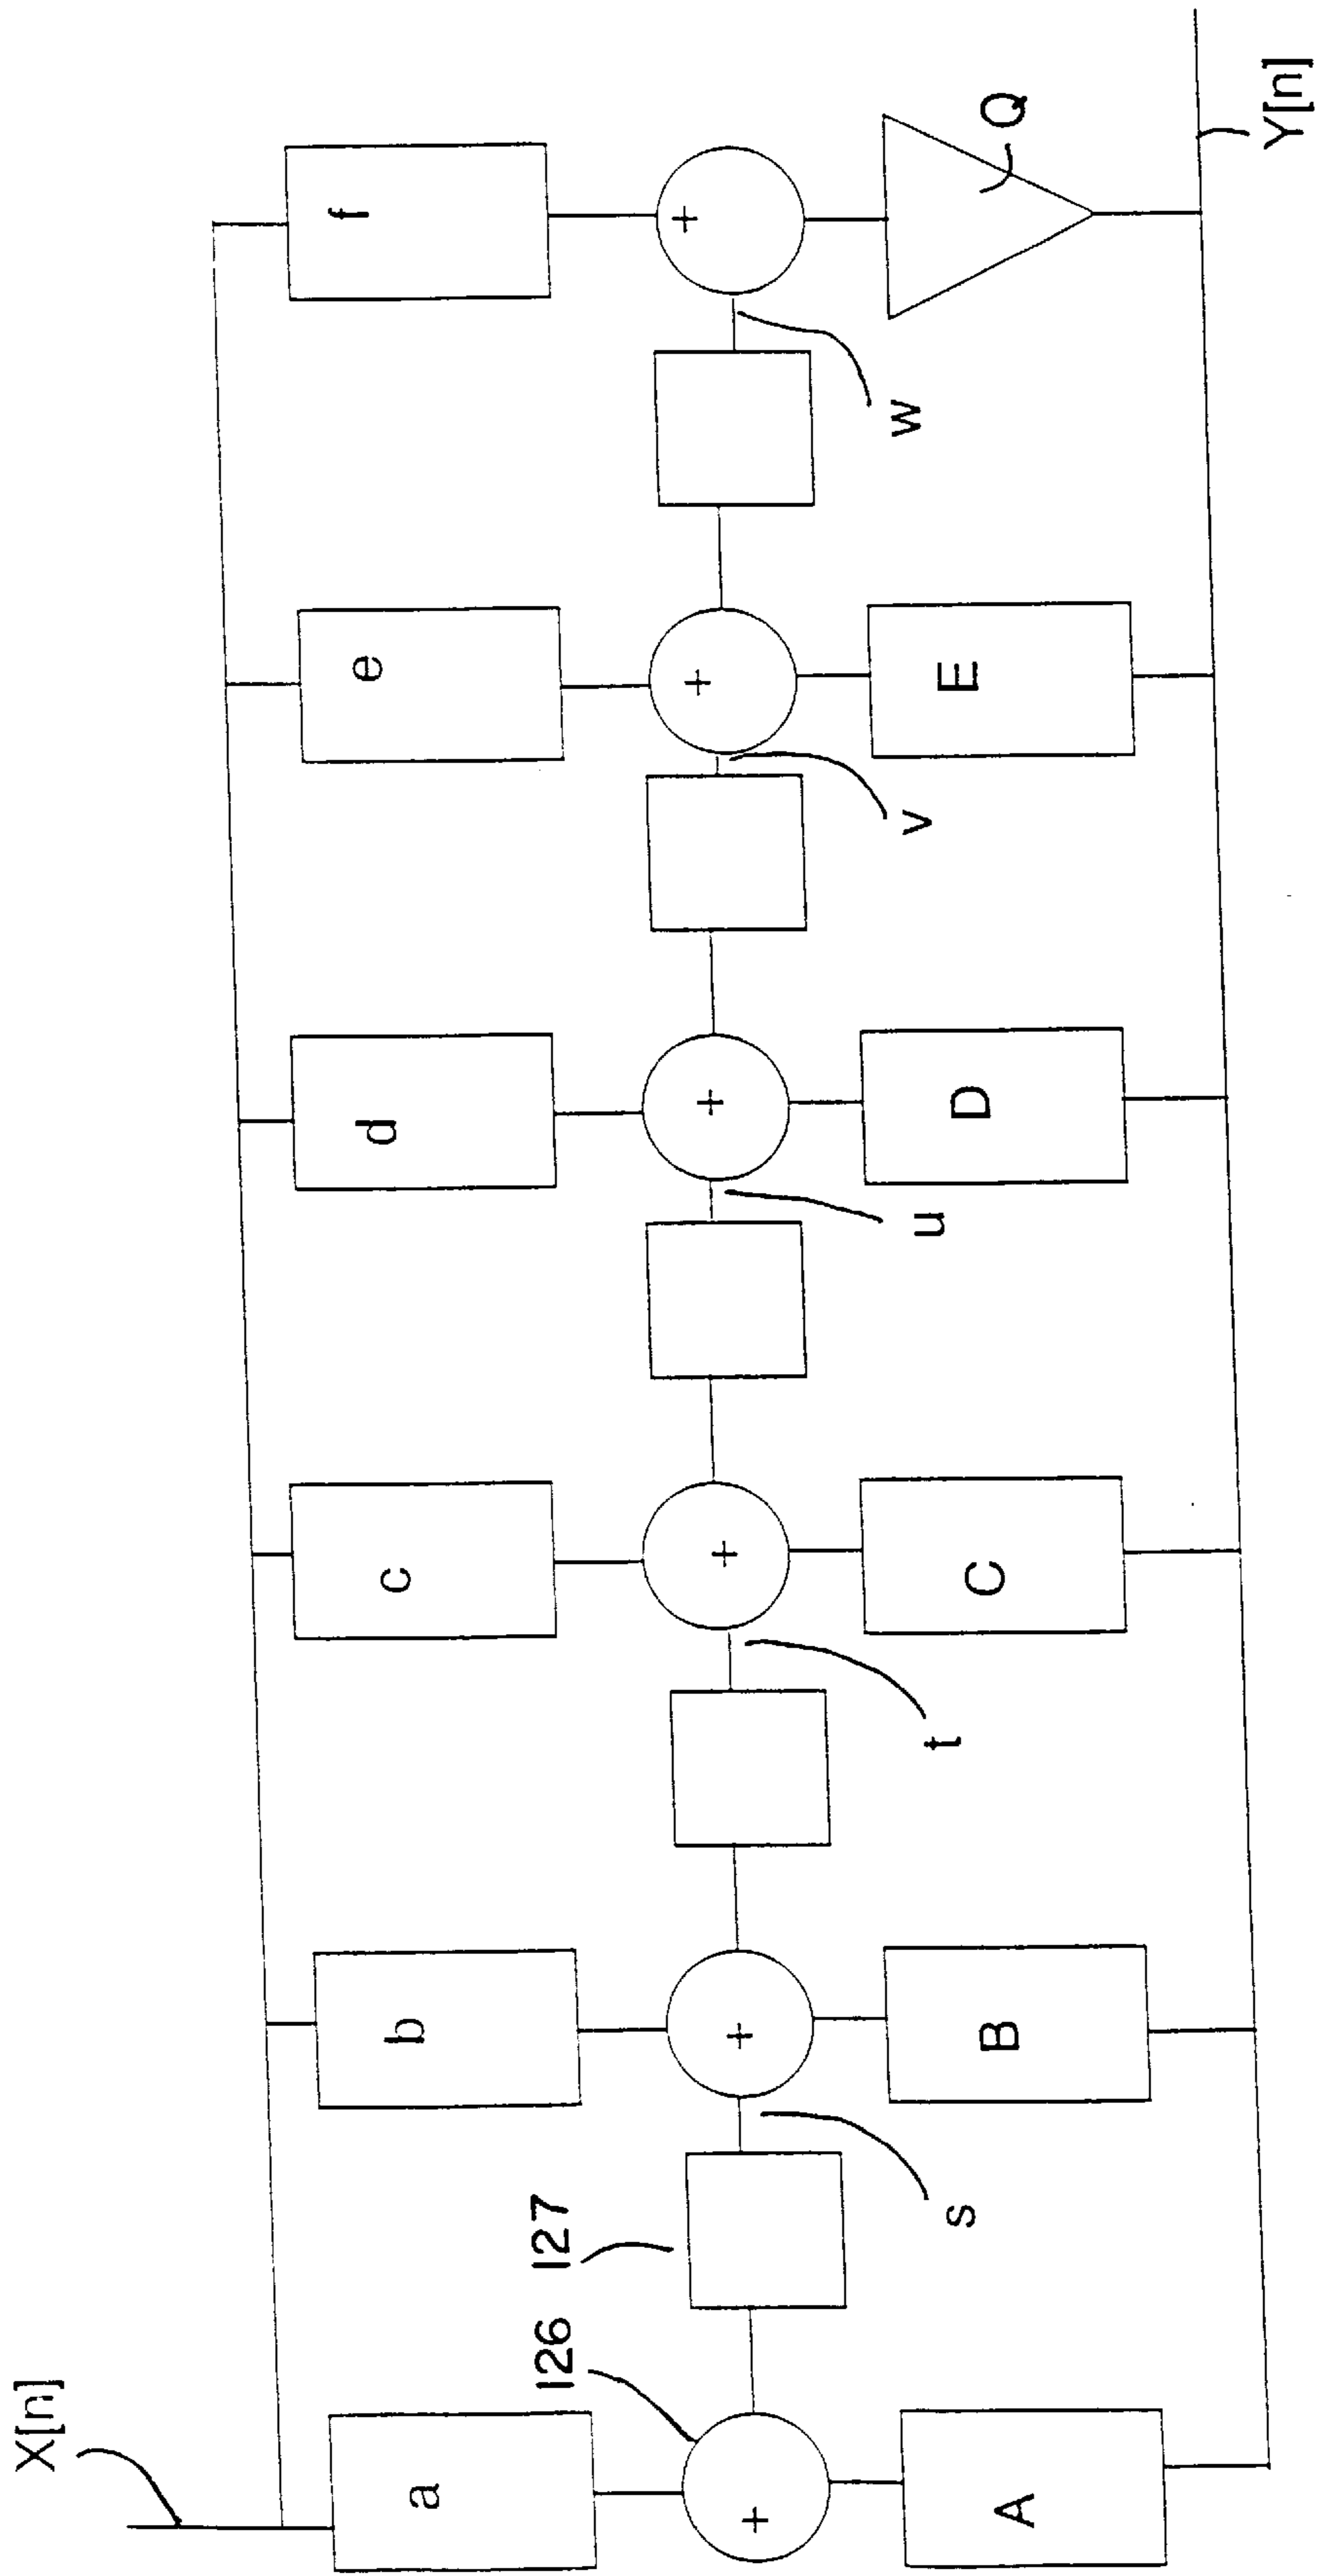 X[n]
a
b
c
d
e
f
126
127
+
+
+
+
+
+
s
t
u
v
w
A
B
C
D
E
Q
Y[n]